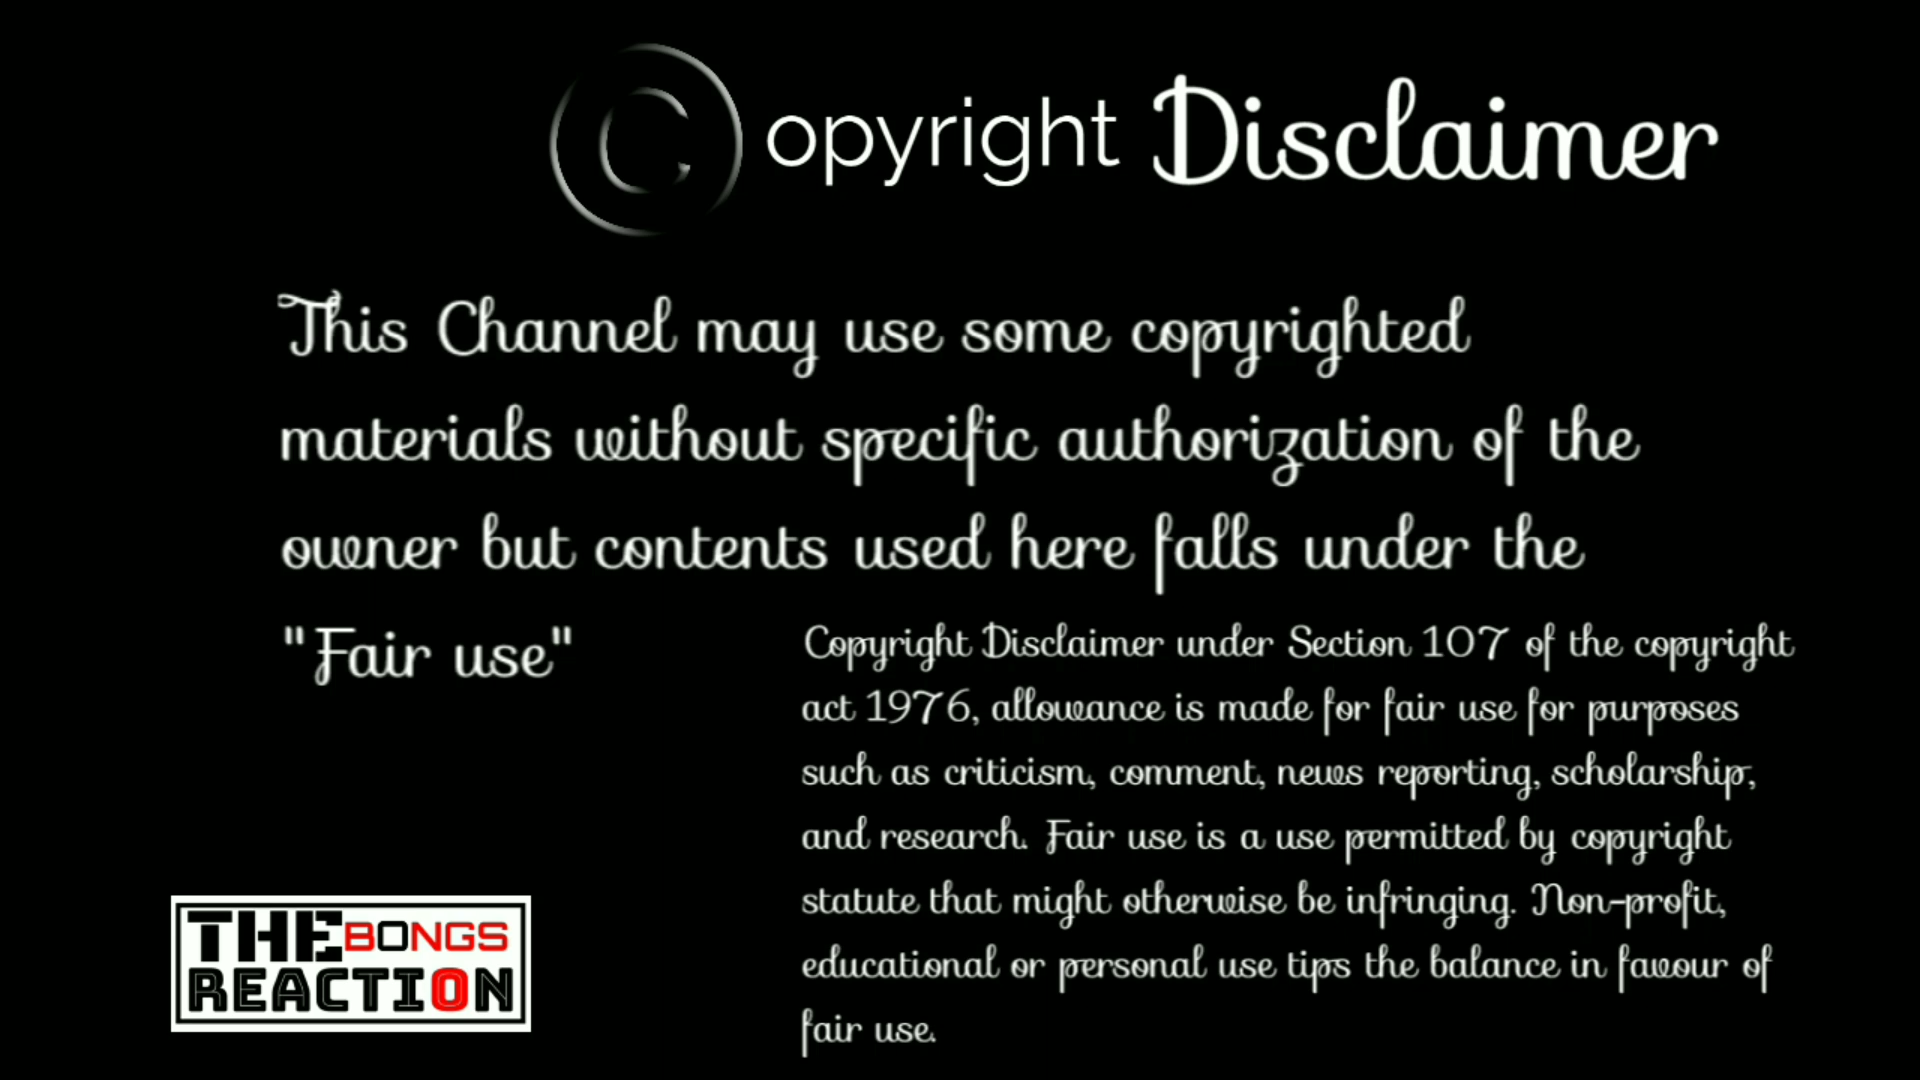 ©opyright Disclaimer
This Channel may use some copyrighted
materials without specific authorization of the
owner but contents used here falls under the
"Fair use"
Copyright Disclaimer under Section 107 of the copyright
act 1976, allowance is made for fair use for purposes
such as criticism, comment, news reporting, scholarship,
and research. Fair use is a use permitted by copyright
statute that might otherwise be infringing. Non-profit,
educational or personal use tips the balance in favour of
fair use.
THE BONGS
REACTION